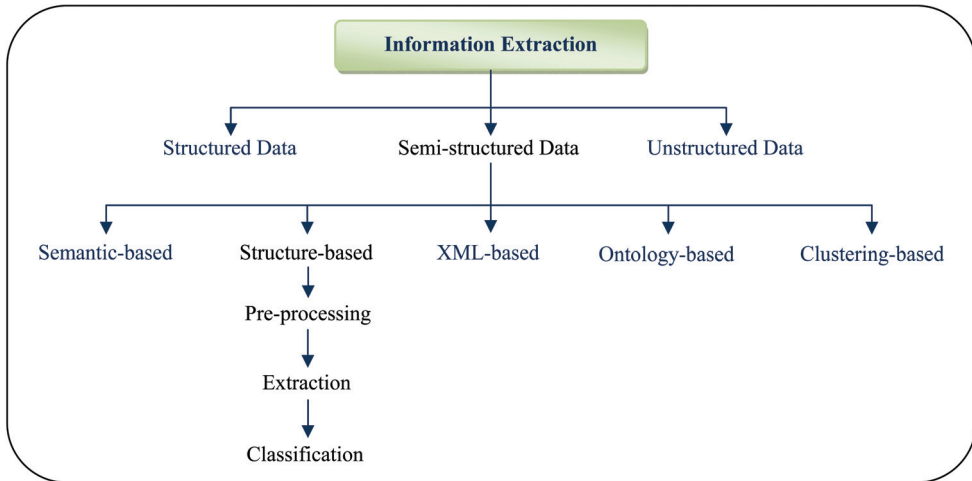 Information Extraction
Structured Data
Semi-structured Data
Unstructured Data
Semantic-based
Structure-based
XML-based
Ontology-based
Clustering-based
Pre-processing
Extraction
Classification